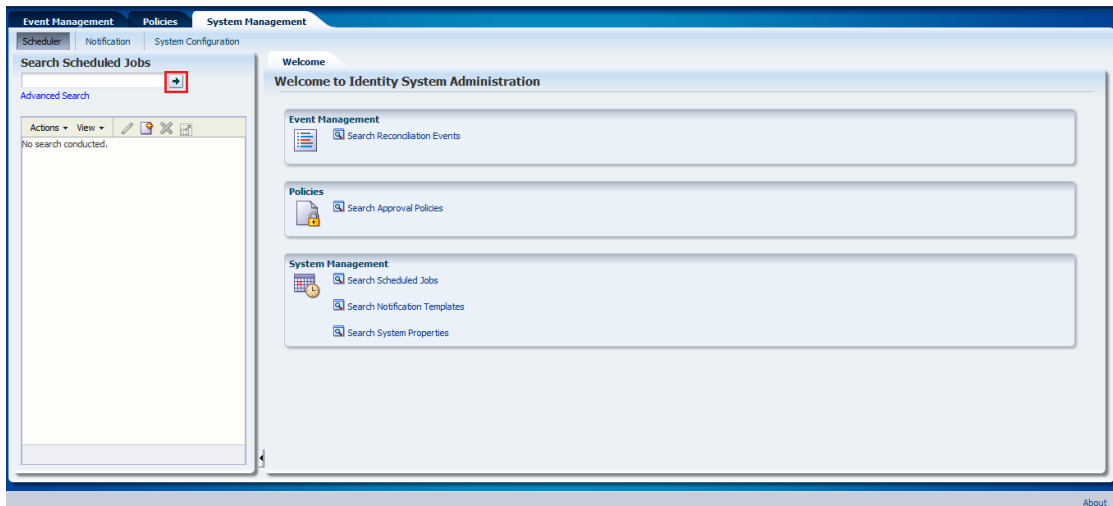 Event Management Policies System Management
Scheduler Notification System Configuration
Search Scheduled Jobs
Advanced Search
Actions View
No search conducted.
Welcome
Welcome to Identity System Administration
Event Management
Search Reconciliation Events
Policies
Search Approval Policies
System Management
Search Scheduled Jobs
Search Notification Templates
Search System Properties
About